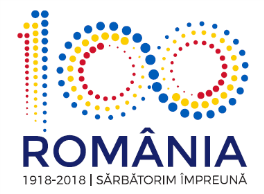 100
ROMÂNIA
1918-2018 | SĂRBĂTORIM ÎMPREUNĂ